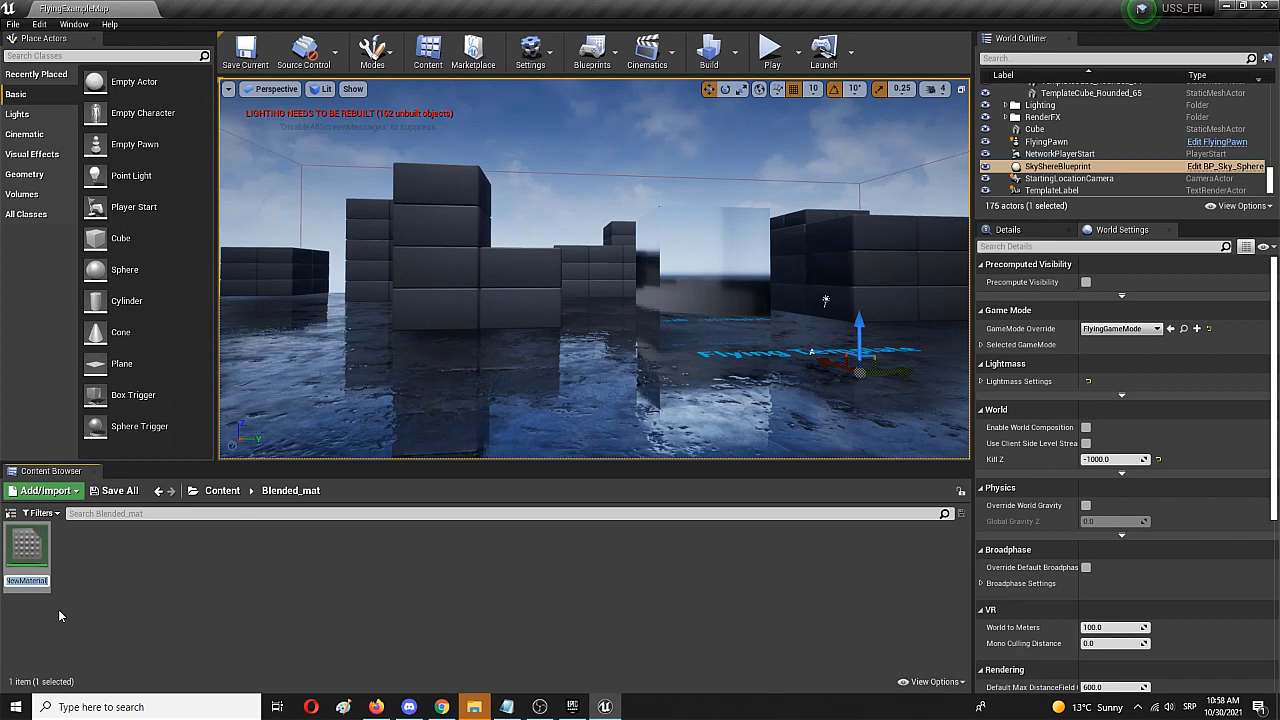 FlyingExampleMap
USS_FEI
File Edit Window Help
Place Actors
Search Classes
Recently Placed
Basic
Lights
Cinematic
Visual Effects
Geometry
Volumes
All Classes
Empty Actor
Empty Character
Empty Pawn
Point Light
Player Start
Cube
Sphere
Cylinder
Cone
Plane
Box Trigger
Sphere Trigger
Save Current Source Control Modes Content Marketplace Settings Blueprints Cinematics Build Play Launch
Perspective Lit Show
10 10° 0.25 4
LIGHTING NEEDS TO BE REBUILT (162 unbuilt objects)
'DisableAllScreenMessages' to suppress
Flying
Z
Y
World Outliner
Search...
Label Type
TemplateCube_Rounded_65 StaticMeshActor
Lighting Folder
RenderFX Folder
Cube StaticMeshActor
FlyingPawn Edit FlyingPawn
NetworkPlayerStart PlayerStart
SkyShereBlueprint Edit BP_Sky_Sphere
StartingLocationCamera CameraActor
TemplateLabel TextRenderActor
175 actors (1 selected) View Options
Details World Settings
Search Details
Precomputed Visibility
Precompute Visibility
Game Mode
GameMode Override FlyingGameMode
Selected GameMode
Lightmass
Lightmass Settings
World
Enable World Composition
Use Client Side Level Strea
Kill Z -1000.0
Physics
Override World Gravity
Global Gravity Z 0.0
Broadphase
Override Default Broadphas
Broadphase Settings
VR
World to Meters 100.0
Mono Culling Distance 0.0
Rendering
Default Max DistanceField 600.0
Content Browser
Add/Import Save All Content Blended_mat
Filters Search Blended_mat
NewMaterial
1 item (1 selected) View Options
Type here to search
13°C Sunny SRP 10:58 AM
10/30/2021